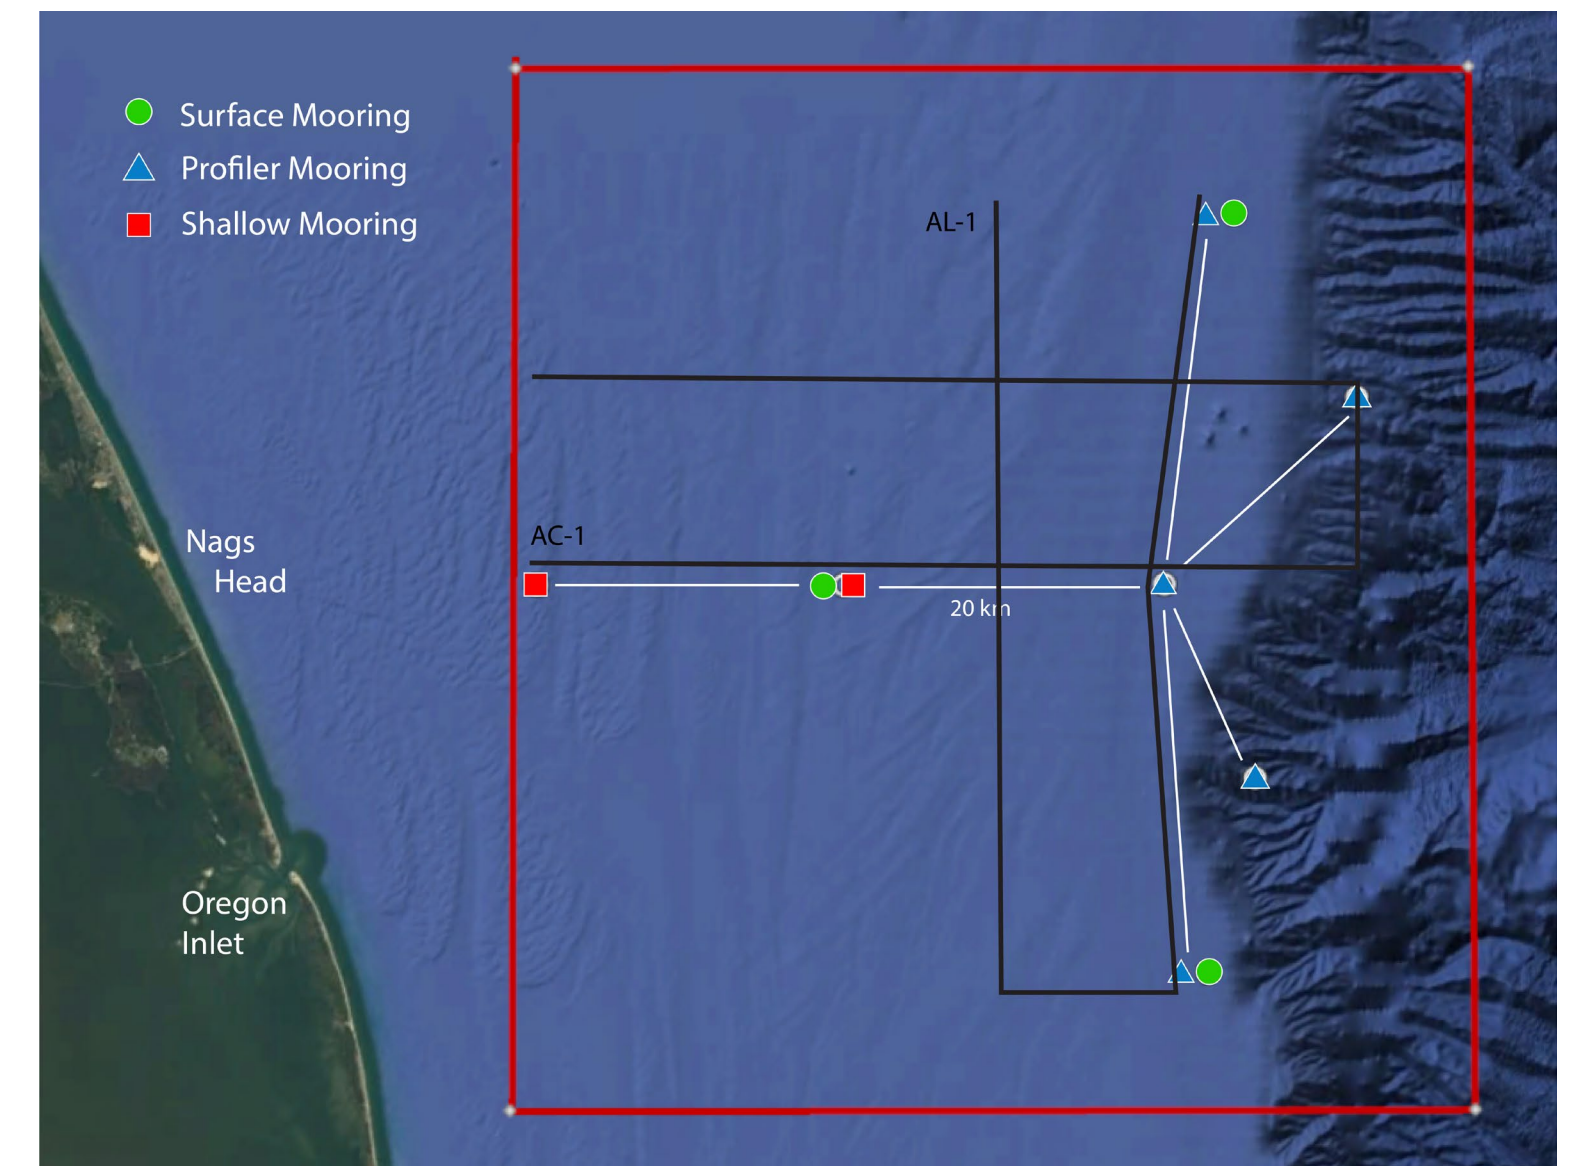 Surface Mooring
Profiler Mooring
Shallow Mooring
AL-1
AC-1
20 km
Nags
Head
Oregon
Inlet